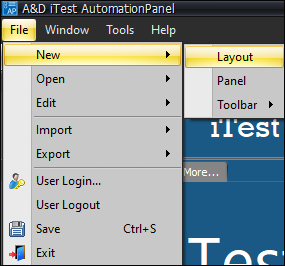 A&D iTest AutomationPanel
File Window Tools Help
New
Open
Edit
Import
Export
User Login...
User Logout
Save Ctrl+S
Exit
Layout
Panel
Toolbar
iTest
More...
Test